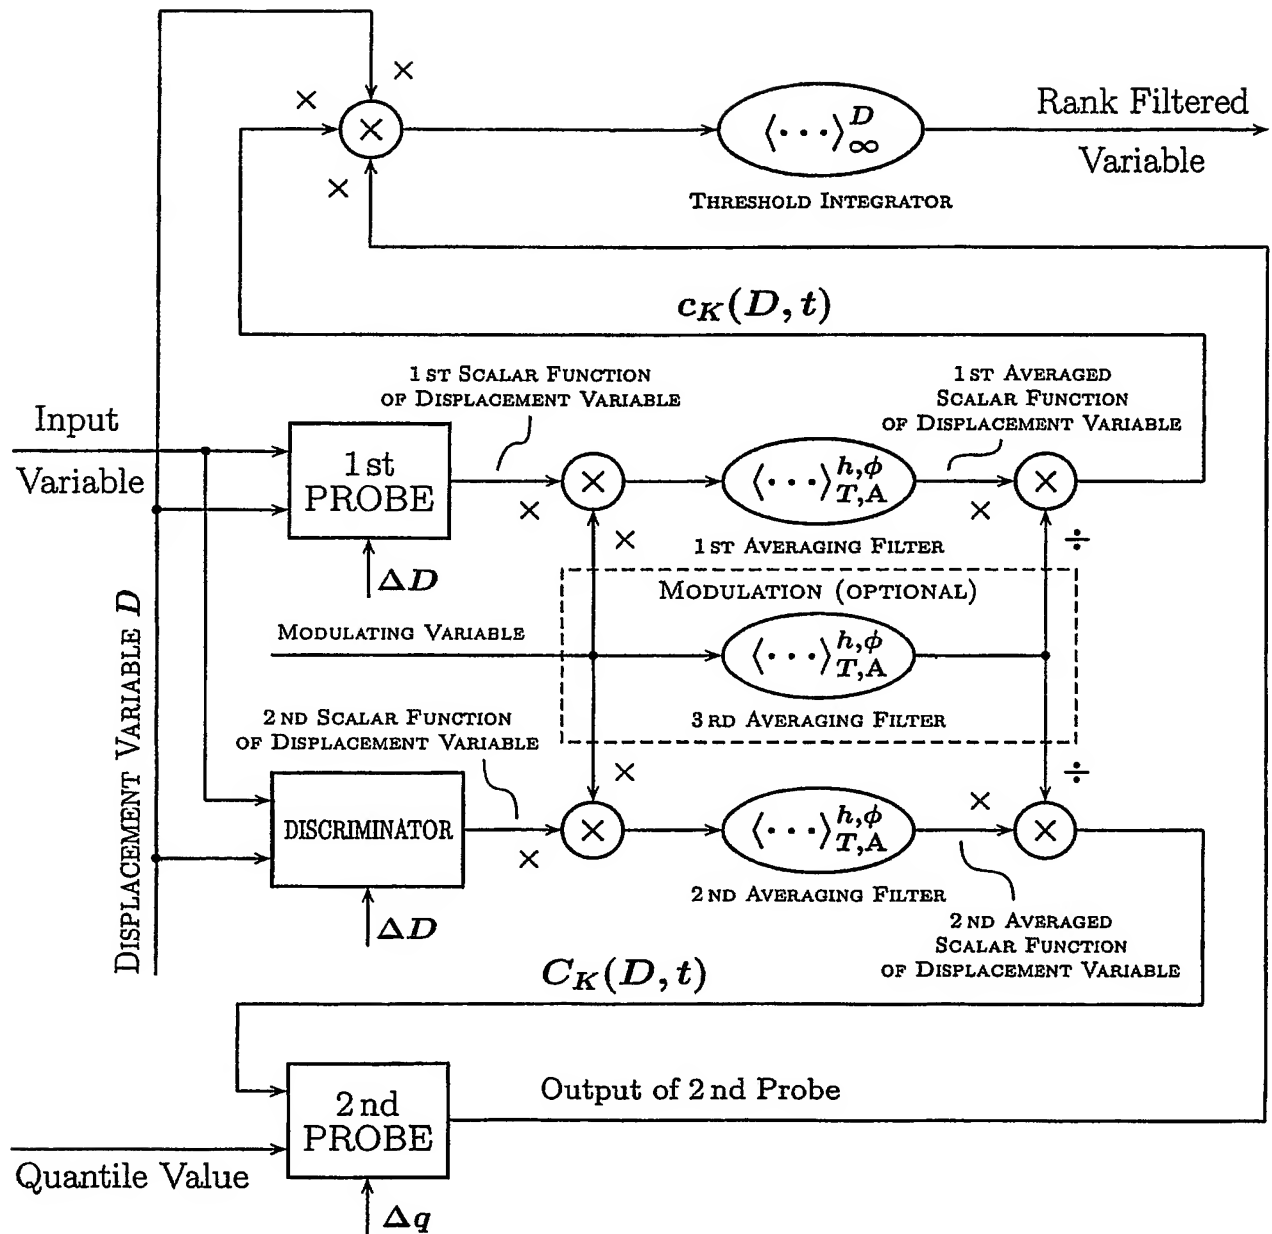 ×
×
×
×
⟨···⟩ D ∞
Rank Filtered
Variable
THRESHOLD INTEGRATOR
cK(D, t)
1ST SCALAR FUNCTION
OF DISPLACEMENT VARIABLE
1ST AVERAGED
SCALAR FUNCTION
OF DISPLACEMENT VARIABLE
Input
Variable
1st
PROBE
×
×
×
⟨···⟩ h,ϕ T,A
×
×
÷
1ST AVERAGING FILTER
ΔD
MODULATION (OPTIONAL)
MODULATING VARIABLE
⟨···⟩ h,ϕ T,A
3RD AVERAGING FILTER
DISPLACEMENT VARIABLE D
2ND SCALAR FUNCTION
OF DISPLACEMENT VARIABLE
×
÷
DISCRIMINATOR
×
×
⟨···⟩ h,ϕ T,A
×
×
2ND AVERAGING FILTER
ΔD
2ND AVERAGED
SCALAR FUNCTION
OF DISPLACEMENT VARIABLE
CK(D, t)
2nd
PROBE
Output of 2nd Probe
Quantile Value
Δq